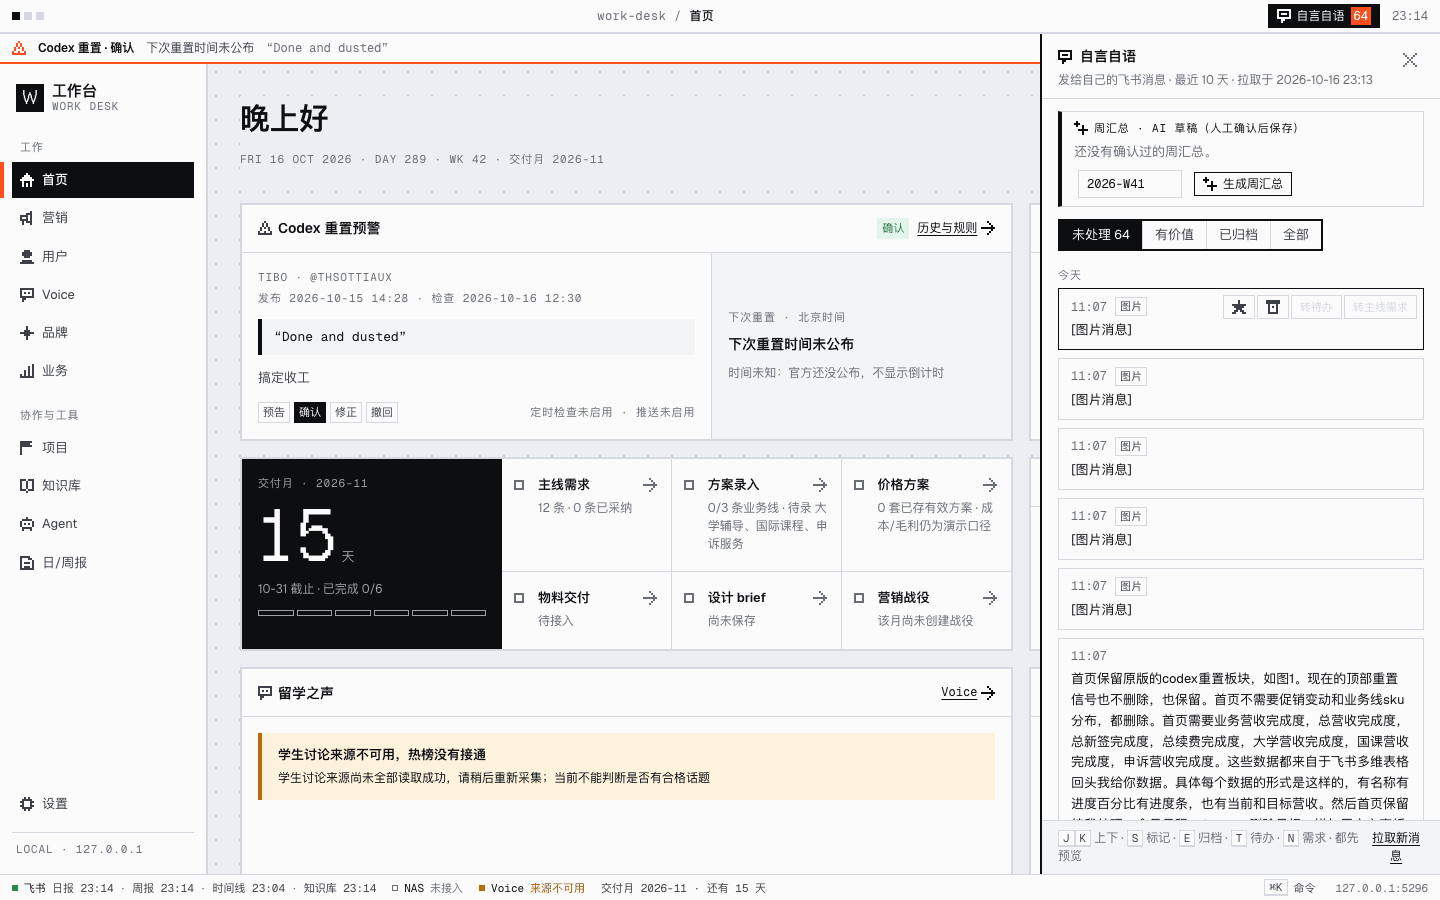 work-desk / 首页
自言自语 64
23:14
Codex 重置 · 确认 下次重置时间未公布 “Done and dusted”
W
工作台
WORK DESK
工作
首页
营销
用户
Voice
品牌
业务
协作与工具
项目
知识库
Agent
日/周报
设置
LOCAL · 127.0.0.1
晚上好
FRI 16 OCT 2026 · DAY 289 · WK 42 · 交付月 2026-11
Codex 重置预警
确认 历史与规则
TIBO · @THSOTTIAUX
发布 2026-10-15 14:28 · 检查 2026-10-16 12:30
“Done and dusted”
搞定收工
预告 确认 修正 撤回
定时检查未启用 · 推送未启用
下次重置 · 北京时间
下次重置时间未公布
时间未知：官方还没公布，不显示倒计时
交付月 · 2026-11
15 天
10-31 截止 · 已完成 0/6
主线需求
12 条 · 0 条已采纳
方案录入
0/3 条业务线 · 待录 大
学辅导、国际课程、申
诉服务
价格方案
0 套已存有效方案 · 成
本/毛利仍为演示口径
物料交付
待接入
设计 brief
尚未保存
营销战役
该月尚未创建战役
留学之声
Voice
学生讨论来源不可用，热榜没有接通
学生讨论来源尚未全部读取成功，请稍后重新采集；当前不能判断是否有合格话题
自言自语
发给自己的飞书消息 · 最近 10 天 · 拉取于 2026-10-16 23:13
周汇总 · AI 草稿（人工确认后保存）
还没有确认过的周汇总。
2026-W41
生成周汇总
未处理 64 有价值 已归档 全部
今天
11:07 图片
转待办 转主线需求
[图片消息]
11:07 图片
[图片消息]
11:07 图片
[图片消息]
11:07 图片
[图片消息]
11:07 图片
[图片消息]
11:07
首页保留原版的codex重置板块，如图1。现在的顶部重置
信号也不删除，也保留。首页不需要促销变动和业务线sku
分布，都删除。首页需要业务营收完成度，总营收完成度，
总新签完成度，总续费完成度，大学营收完成度，国课营收
完成度，申诉营收完成度。这些数据都来自于飞书多维表格
回头我给你数据。具体每个数据的形式是这样的，有名称有
进度百分比有进度条，也有当前和目标营收。然后首页保留
J K 上下 · S 标记 · E 归档 · T 待办 · N 需求 · 都先
预览
拉取新消
息
飞书 日报 23:14 · 周报 23:14 · 时间线 23:04 · 知识库 23:14
NAS 未接入
Voice 来源不可用
交付月 2026-11 · 还有 15 天
⌘K 命令
127.0.0.1:5296